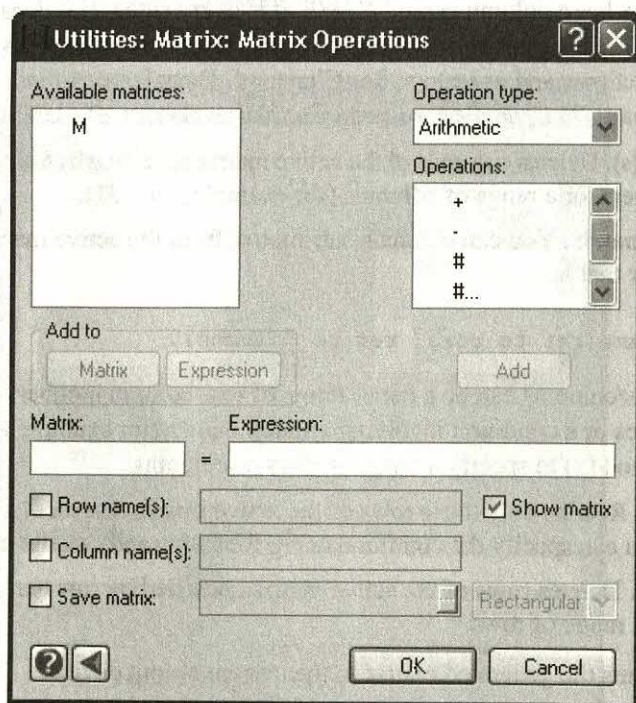 Utilities: Matrix: Matrix Operations
Available matrices:
M
Operation type:
Arithmetic
Operations:
+
-
#
#...
Add to
Matrix Expression
Add
Matrix:
Expression:
=
Row name(s):
Show matrix
Column name(s):
Save matrix:
Rectangular
OK
Cancel